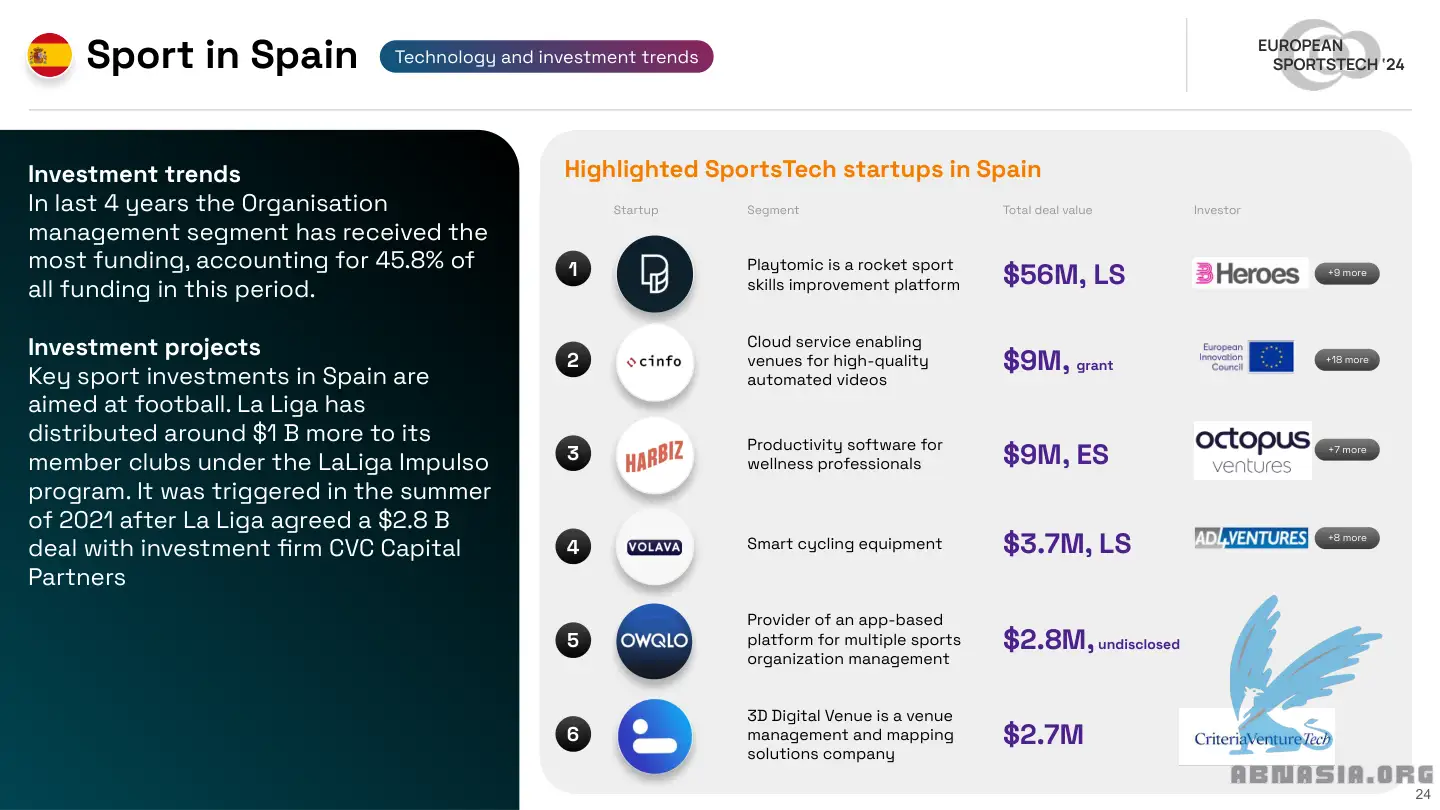 Sport in Spain
Technology and investment trends
EUROPEAN
SPORTSTECH '24
Investment trends
In last 4 years the Organisation
management segment has received the
most funding, accounting for 45.8% of
all funding in this period.
Investment projects
Key sport investments in Spain are
aimed at football. La Liga has
distributed around $1 B more to its
member clubs under the LaLiga Impulso
program. It was triggered in the summer
of 2021 after La Liga agreed a $2.8 B
deal with investment firm CVC Capital
Partners
Highlighted SportsTech startups in Spain
Startup Segment Total deal value Investor
1
Playtomic is a rocket sport
skills improvement platform
$56M, LS
BHeroes
+9 more
2
cinfo
Cloud service enabling
venues for high-quality
automated videos
$9M, grant
European
Innovation
Council
+18 more
3
HARBIZ
Productivity software for
wellness professionals
$9M, ES
octopus
ventures
+7 more
4
VOLAVA
Smart cycling equipment
$3.7M, LS
AD4VENTURES
+8 more
5
OWQLO
Provider of an app-based
platform for multiple sports
organization management
$2.8M, undisclosed
6
3D Digital Venue is a venue
management and mapping
solutions company
$2.7M
CriteriaVentureTech
ABNASIA.ORG
24